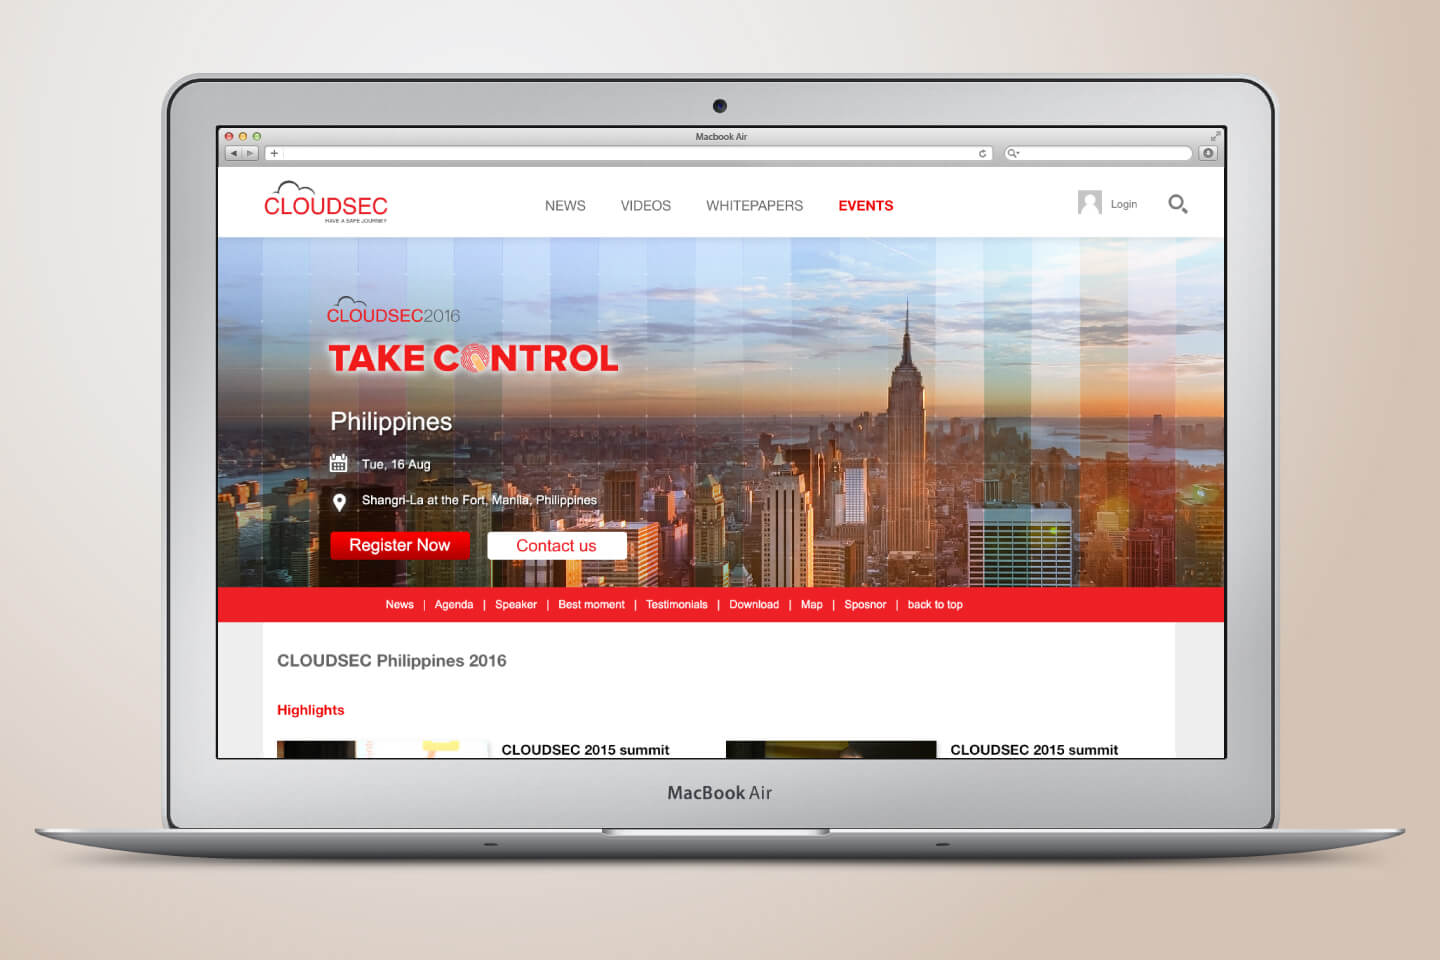 Macbook Air
CLOUDSEC
HAVE A SAFE JOURNEY
NEWS VIDEOS WHITEPAPERS EVENTS
Login
CLOUDSEC2016
TAKE CONTROL
Philippines
Tue, 16 Aug
Shangri-La at the Fort, Manila, Philippines
Register Now Contact us
News | Agenda | Speaker | Best moment | Testimonials | Download | Map | Sposnor | back to top
CLOUDSEC Philippines 2016
Highlights
CLOUDSEC 2015 summit CLOUDSEC 2015 summit
MacBook Air